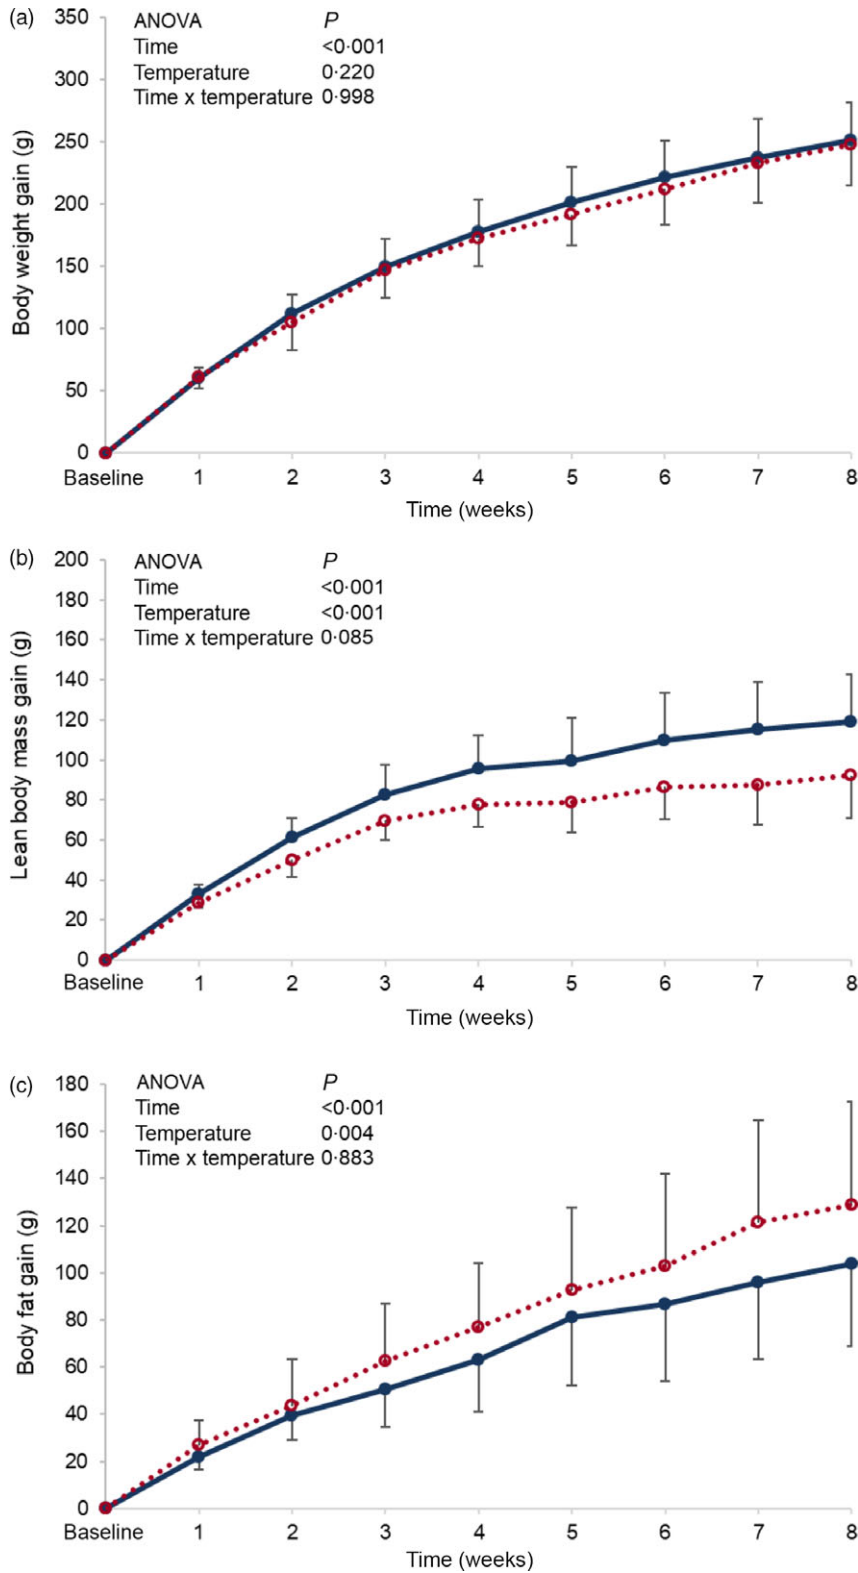 (a)
ANOVA P
Time <0·001
Temperature 0·220
Time x temperature 0·998
Body weight gain (g)
350
300
250
200
150
100
50
0
Baseline 1 2 3 4 5 6 7 8
Time (weeks)
(b)
ANOVA P
Time <0·001
Temperature <0·001
Time x temperature 0·085
Lean body mass gain (g)
200
180
160
140
120
100
80
60
40
20
0
Baseline 1 2 3 4 5 6 7 8
Time (weeks)
(c)
ANOVA P
Time <0·001
Temperature 0·004
Time x temperature 0·883
Body fat gain (g)
180
160
140
120
100
80
60
40
20
0
Baseline 1 2 3 4 5 6 7 8
Time (weeks)